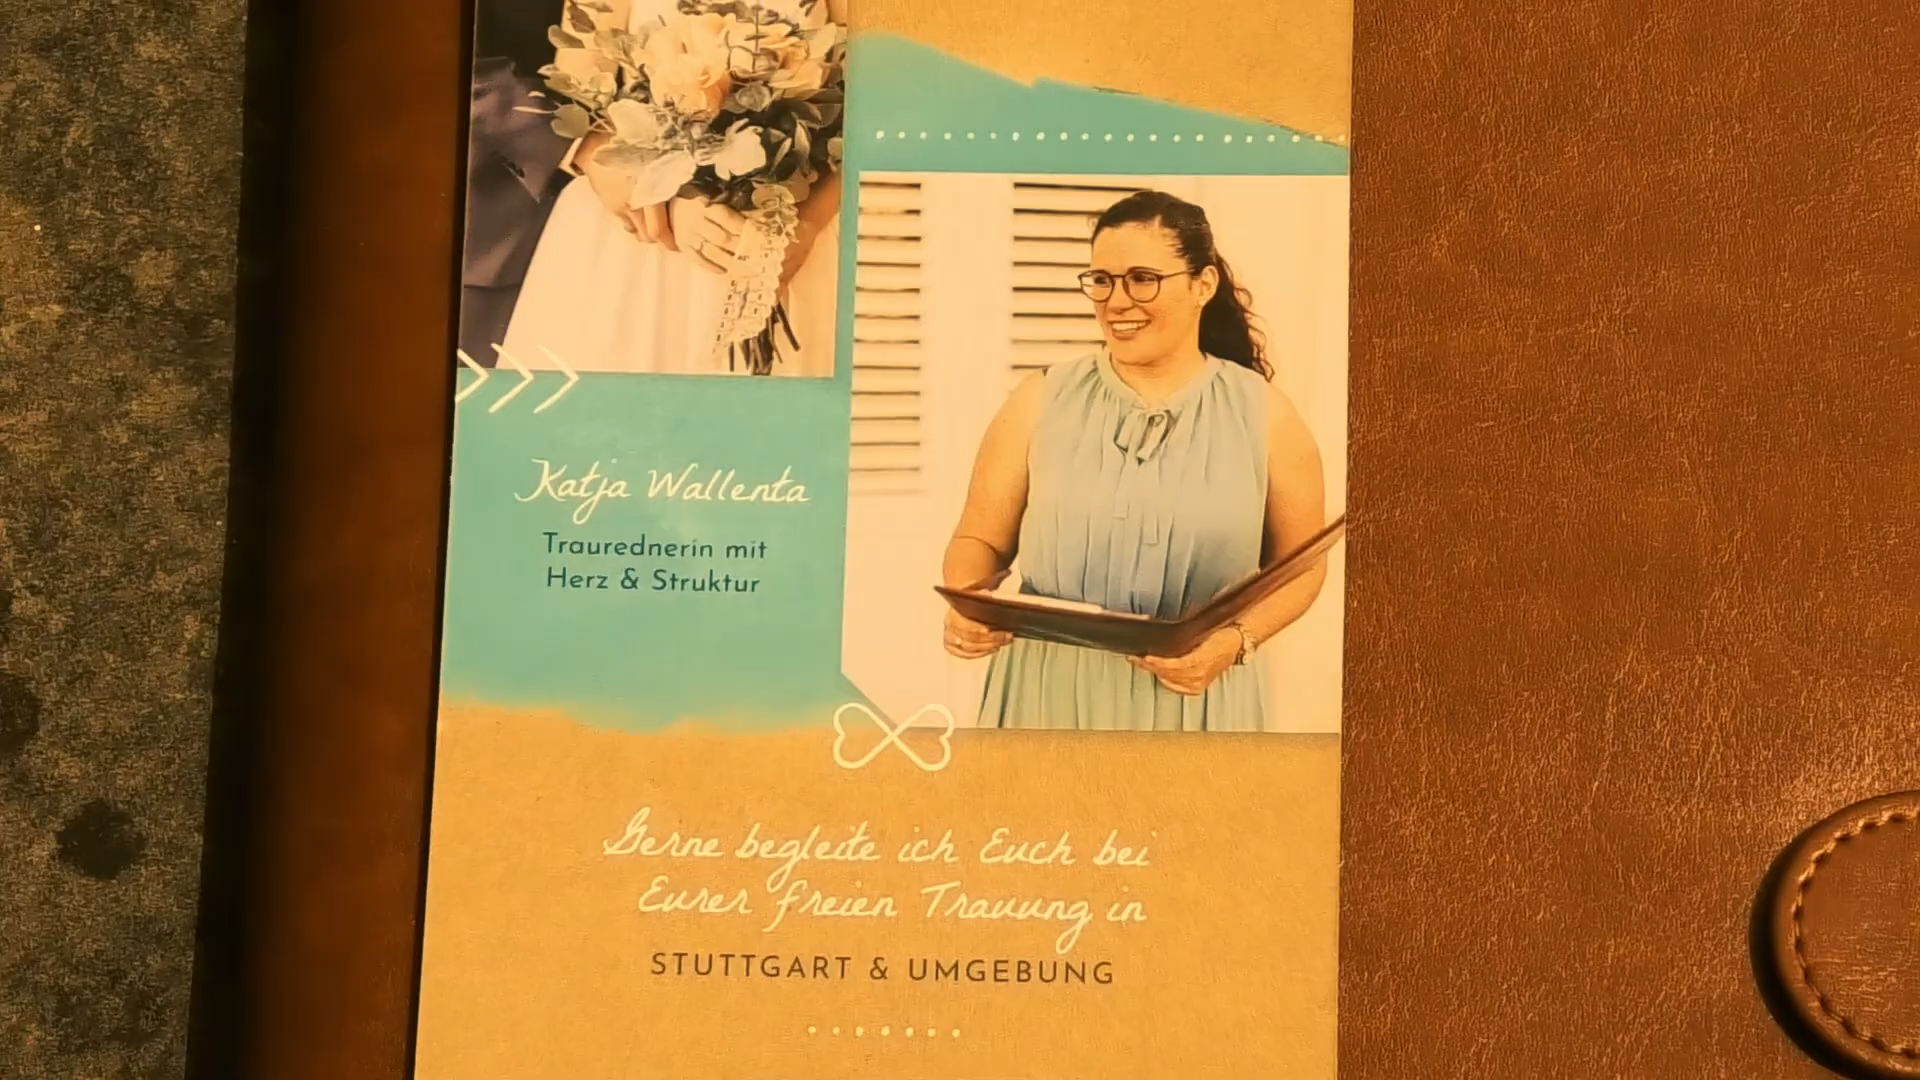 Katja Wallenta
Traurednerin mit
Herz & Struktur
Gerne begleite ich Euch bei
Eurer freien Trauung in
STUTTGART & UMGEBUNG